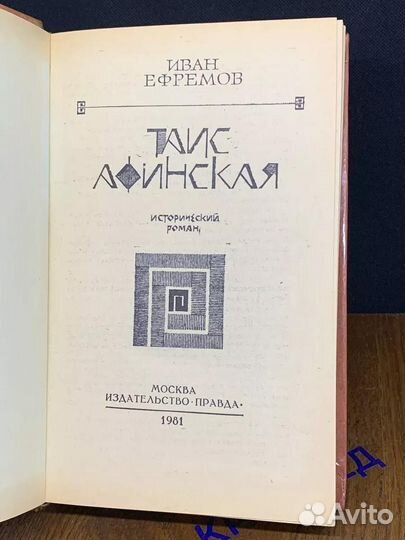 ИВАН
ЕФРЕМОВ
ТАИС
АФИНСКАЯ
ИСТОРИЧЕСКИЙ
РОМАН
МОСКВА
ИЗДАТЕЛЬСТВО·ПРАВДА·
1981
Avito